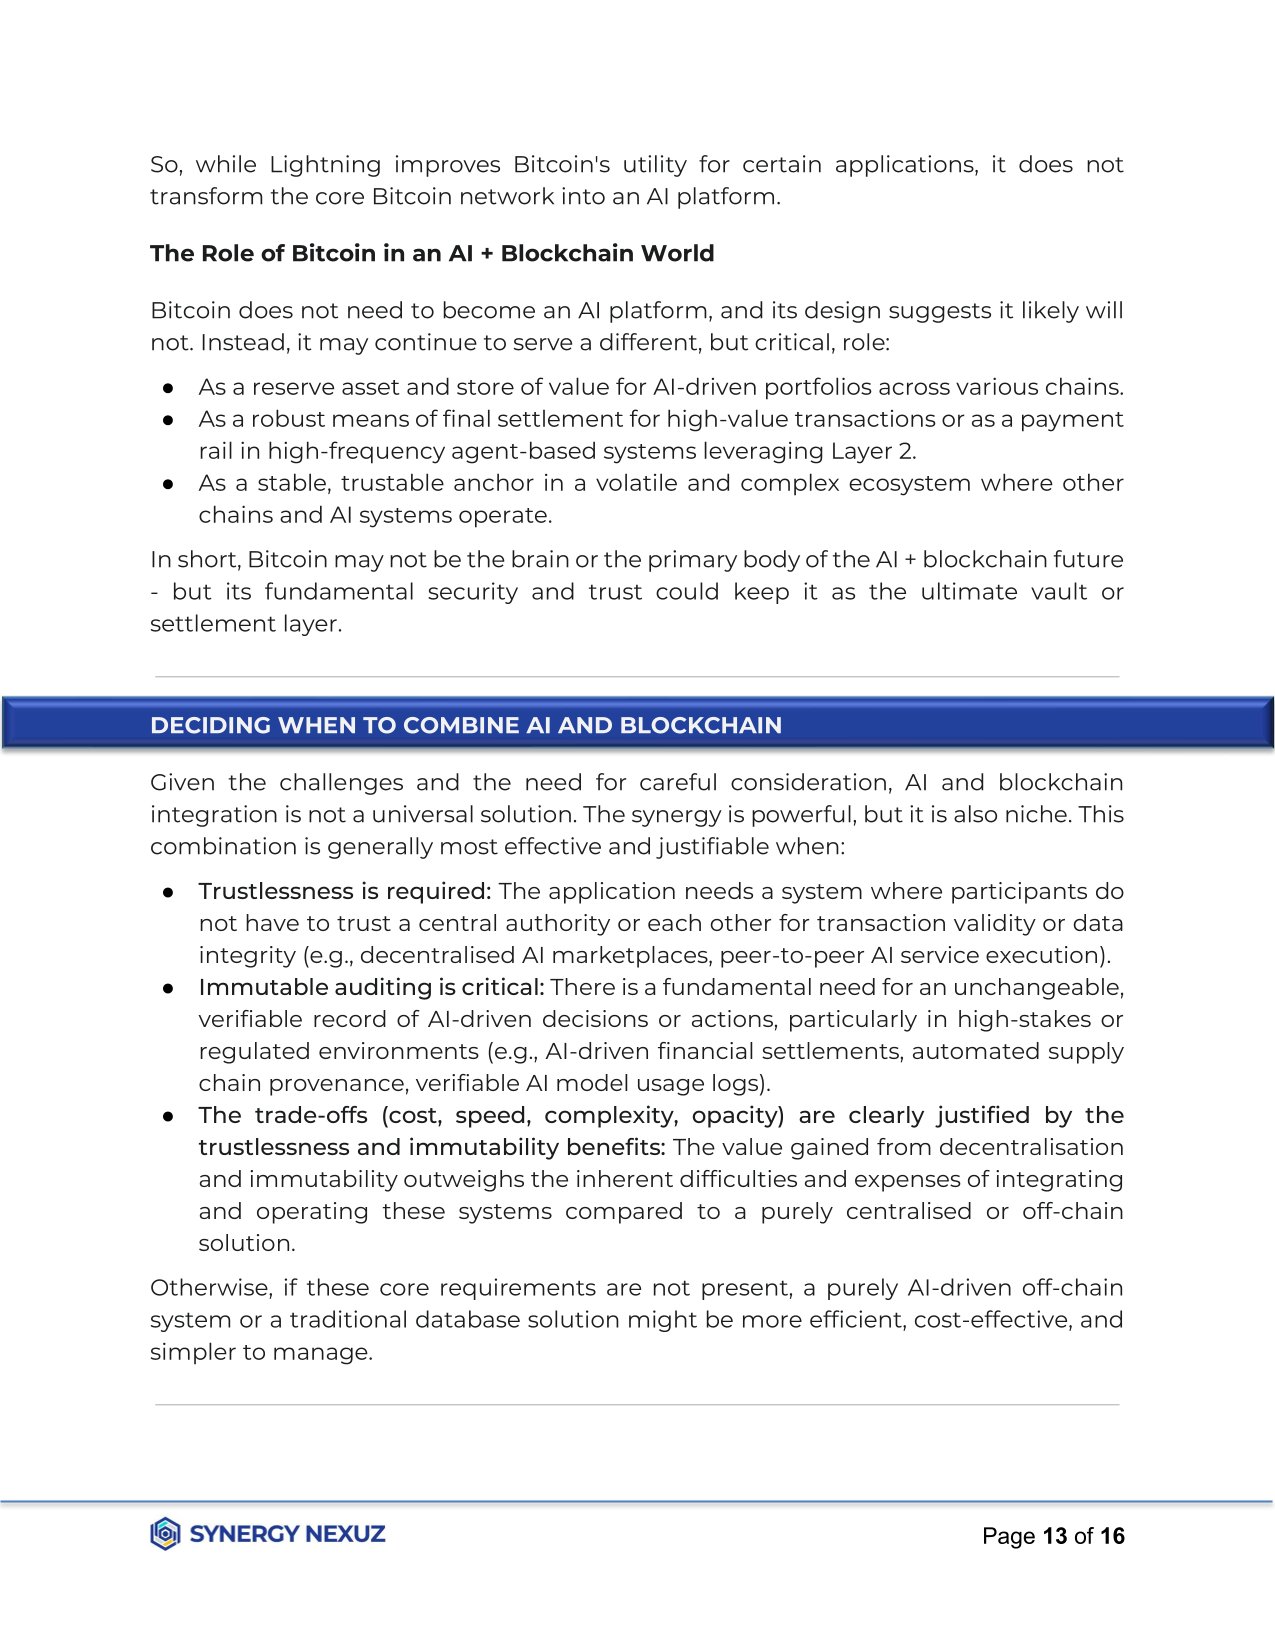 So, while Lightning improves Bitcoin's utility for certain applications, it does not
transform the core Bitcoin network into an AI platform.
The Role of Bitcoin in an AI + Blockchain World
Bitcoin does not need to become an AI platform, and its design suggests it likely will
not. Instead, it may continue to serve a different, but critical, role:
● As a reserve asset and store of value for AI-driven portfolios across various chains.
● As a robust means of final settlement for high-value transactions or as a payment
rail in high-frequency agent-based systems leveraging Layer 2.
● As a stable, trustable anchor in a volatile and complex ecosystem where other
chains and AI systems operate.
In short, Bitcoin may not be the brain or the primary body of the AI + blockchain future
- but its fundamental security and trust could keep it as the ultimate vault or
settlement layer.
DECIDING WHEN TO COMBINE AI AND BLOCKCHAIN
Given the challenges and the need for careful consideration, AI and blockchain
integration is not a universal solution. The synergy is powerful, but it is also niche. This
combination is generally most effective and justifiable when:
● Trustlessness is required: The application needs a system where participants do
not have to trust a central authority or each other for transaction validity or data
integrity (e.g., decentralised AI marketplaces, peer-to-peer AI service execution).
● Immutable auditing is critical: There is a fundamental need for an unchangeable,
verifiable record of AI-driven decisions or actions, particularly in high-stakes or
regulated environments (e.g., AI-driven financial settlements, automated supply
chain provenance, verifiable AI model usage logs).
● The trade-offs (cost, speed, complexity, opacity) are clearly justified by the
trustlessness and immutability benefits: The value gained from decentralisation
and immutability outweighs the inherent difficulties and expenses of integrating
and operating these systems compared to a purely centralised or off-chain
solution.
Otherwise, if these core requirements are not present, a purely AI-driven off-chain
system or a traditional database solution might be more efficient, cost-effective, and
simpler to manage.
SYNERGY NEXUZ
Page 13 of 16